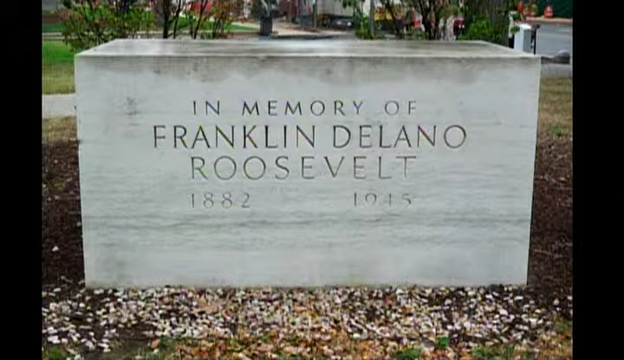 IN MEMORY OF
FRANKLIN DELANO
ROOSEVELT
1882 1945